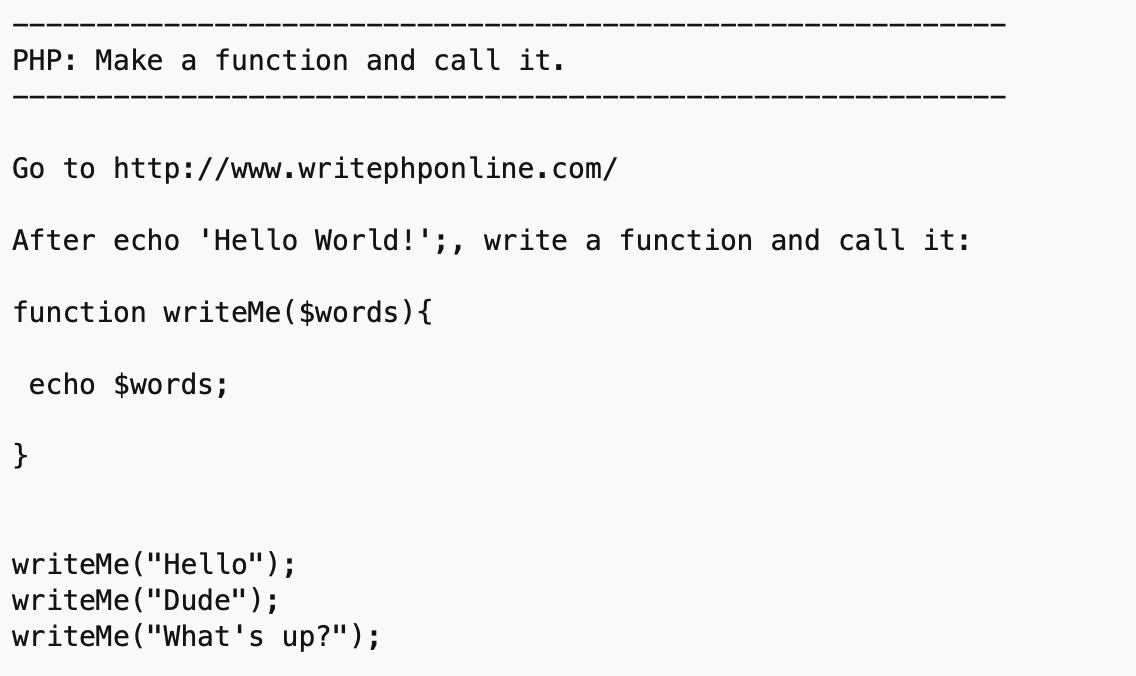 -----------------------------------------------------------
PHP: Make a function and call it.
-----------------------------------------------------------
Go to http://www.writephponline.com/
After echo 'Hello World!';, write a function and call it:
function writeMe($words){
 echo $words;
}
writeMe("Hello");
writeMe("Dude");
writeMe("What's up?");